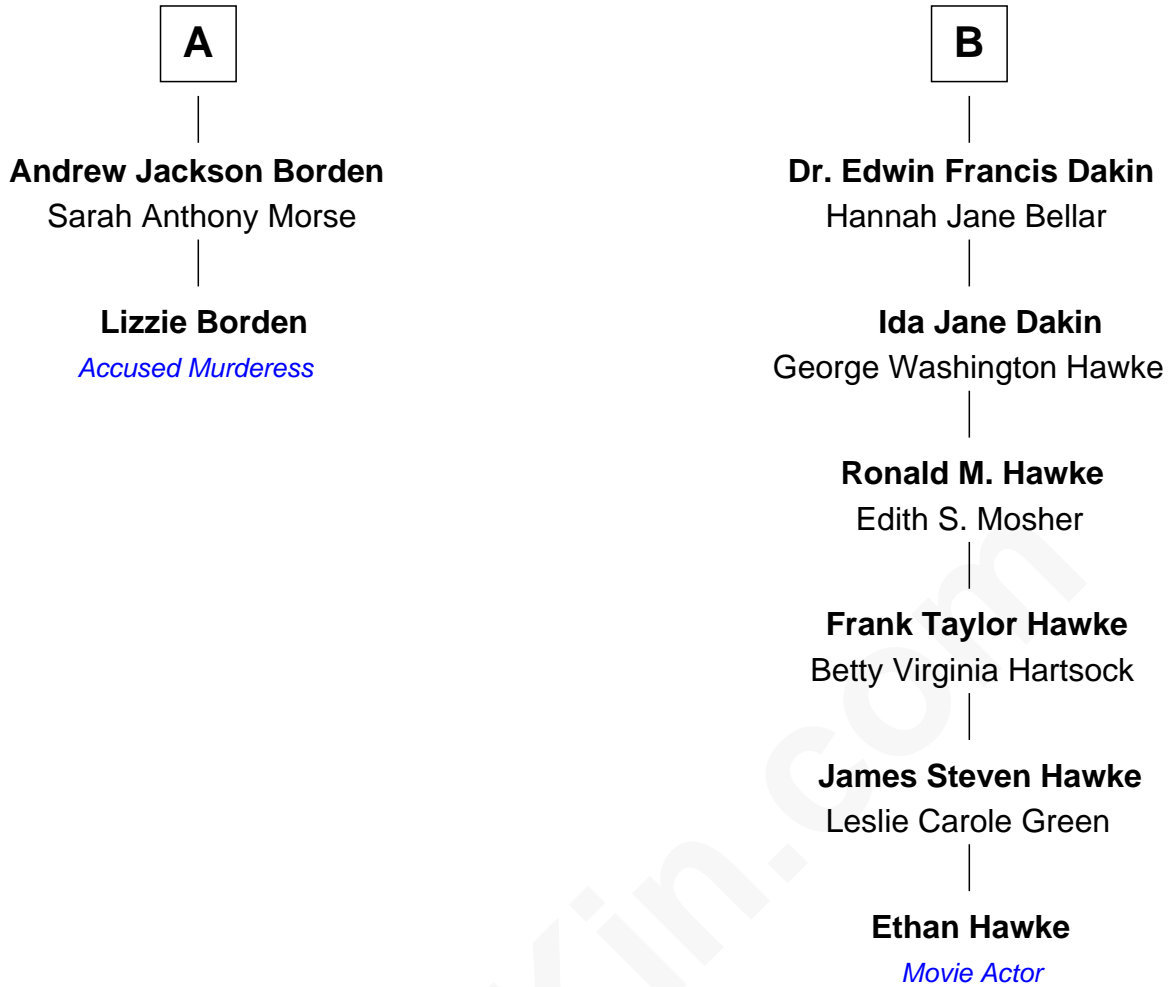 A
Andrew Jackson Borden
Sarah Anthony Morse
Lizzie Borden
Accused Murderess
B
Dr. Edwin Francis Dakin
Hannah Jane Bellar
Ida Jane Dakin
George Washington Hawke
Ronald M. Hawke
Edith S. Mosher
Frank Taylor Hawke
Betty Virginia Hartsock
James Steven Hawke
Leslie Carole Green
Ethan Hawke
Movie Actor
Kin.com